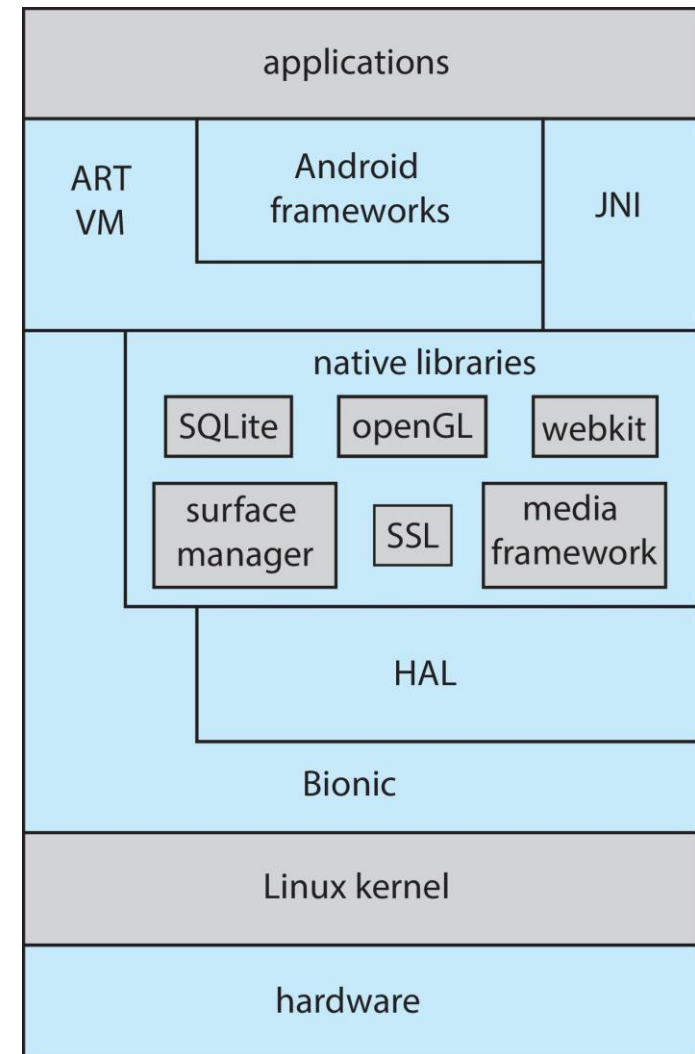 applications
ART
VM
Android
frameworks
JNI
native libraries
SQLite
openGL
webkit
surface
manager
SSL
media
framework
HAL
Bionic
Linux kernel
hardware